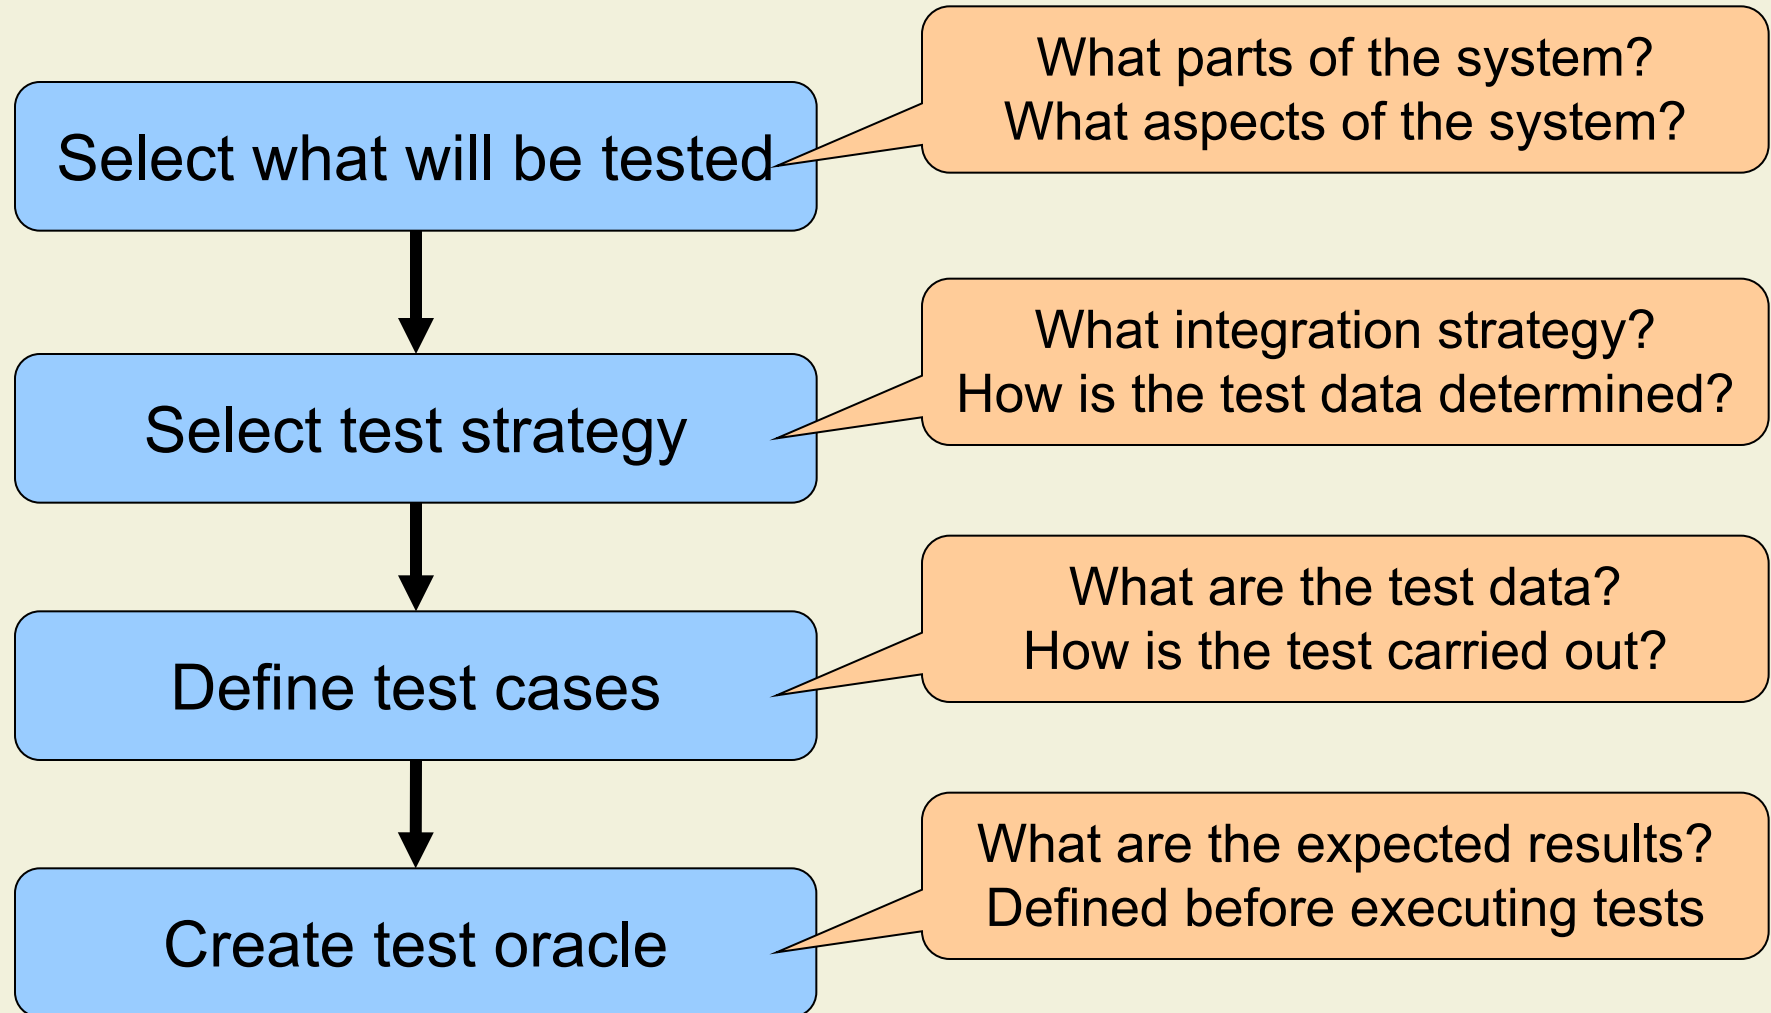 What parts of the system?
What aspects of the system?
Select what will be tested
What integration strategy?
How is the test data determined?
Select test strategy
What are the test data?
How is the test carried out?
Define test cases
What are the expected results?
Defined before executing tests
Create test oracle